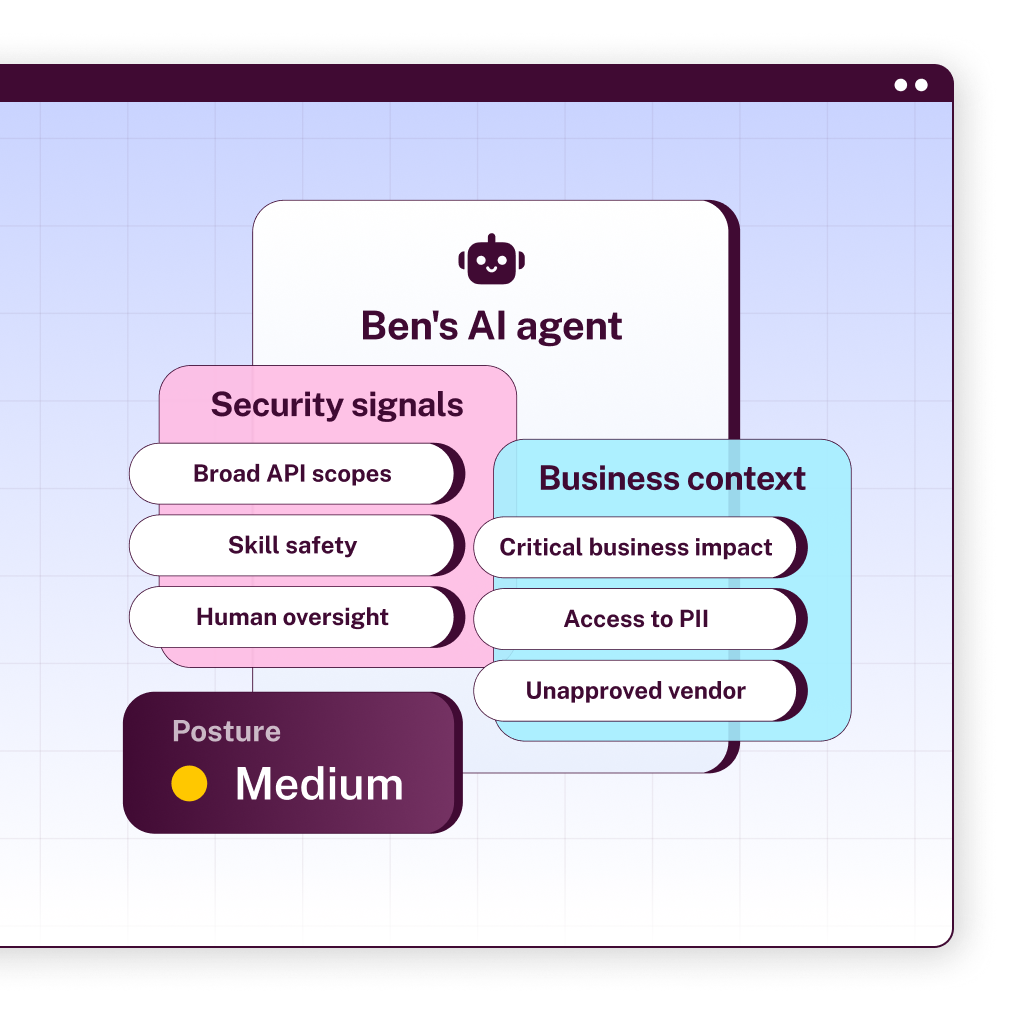 Ben's AI agent
Security signals
Broad API scopes
Skill safety
Human oversight
Business context
Critical business impact
Access to PII
Unapproved vendor
Posture
Medium